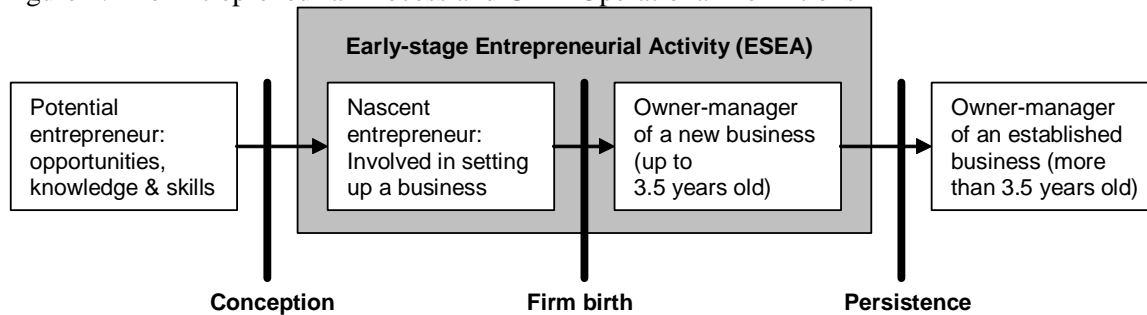 Early-stage Entrepreneurial Activity (ESEA)
Potential
entrepreneur:
opportunities,
knowledge & skills
Nascent
entrepreneur:
Involved in setting
up a business
Owner-manager
of a new business
(up to
3.5 years old)
Owner-manager
of an established
business (more
than 3.5 years old)
Conception
Firm birth
Persistence